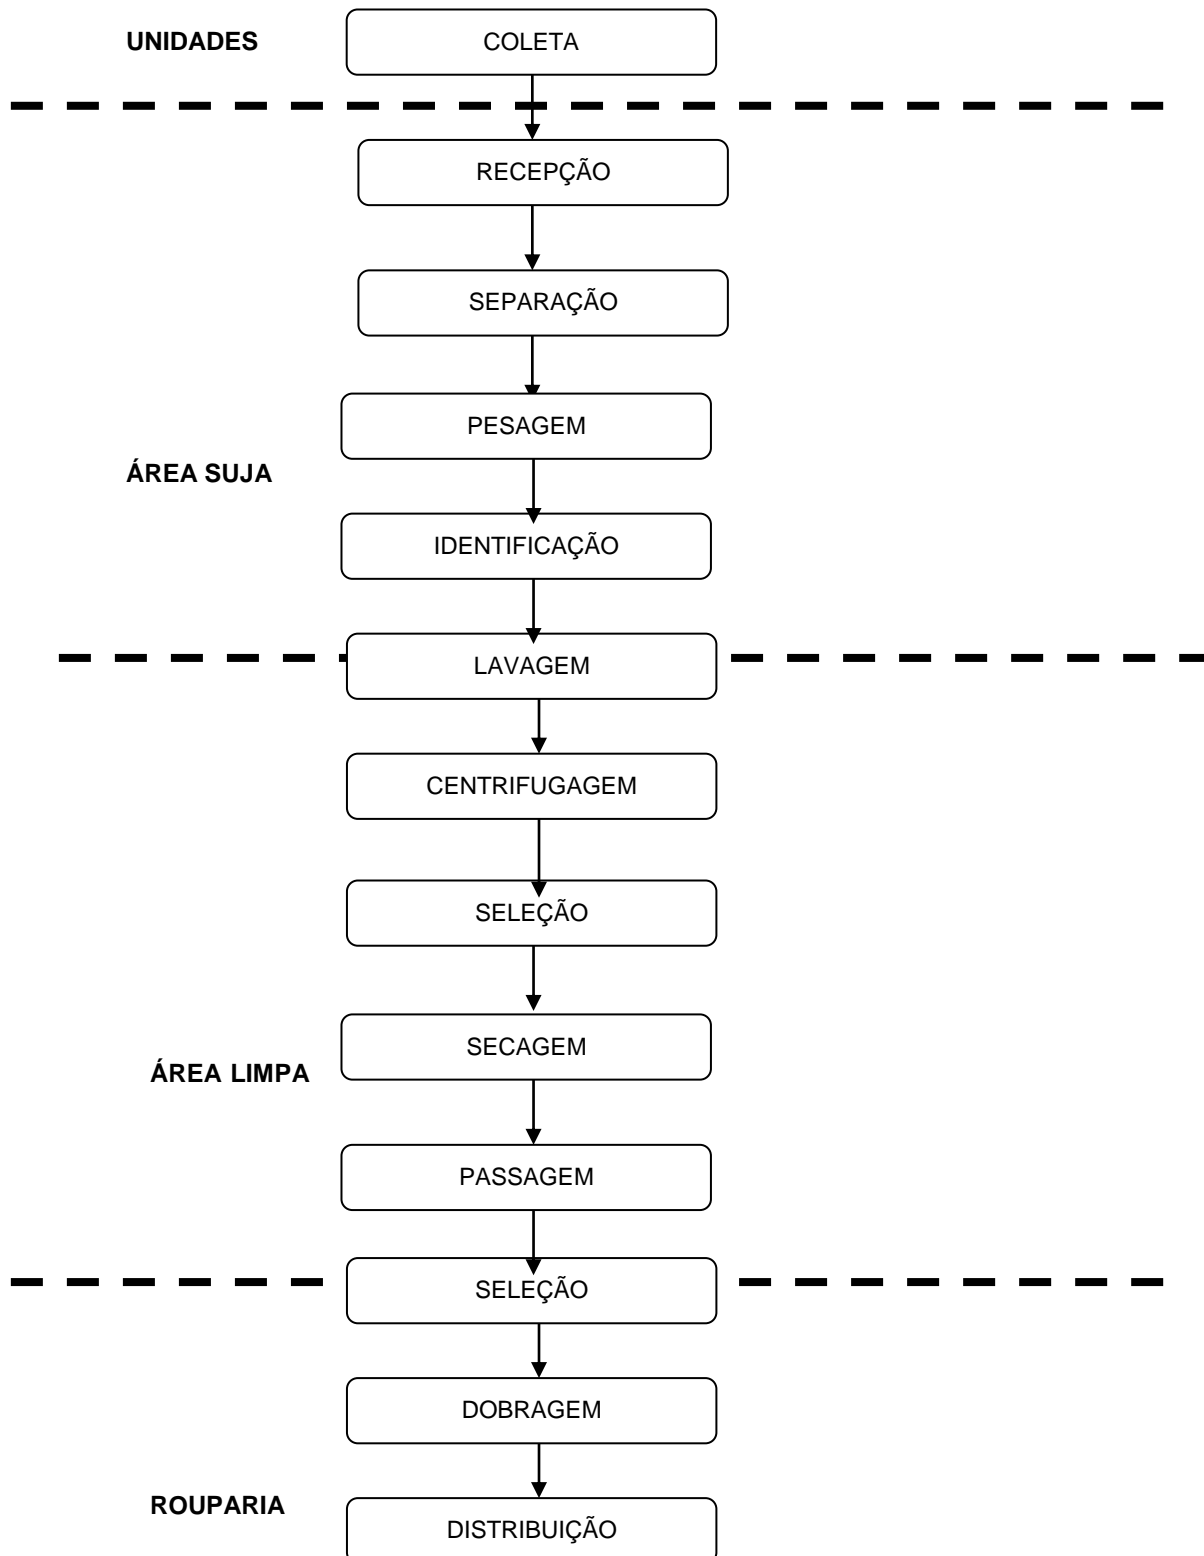 UNIDADES
COLETA
RECEPÇÃO
SEPARAÇÃO
PESAGEM
ÁREA SUJA
IDENTIFICAÇÃO
LAVAGEM
CENTRIFUGAGEM
SELEÇÃO
SECAGEM
ÁREA LIMPA
PASSAGEM
SELEÇÃO
DOBRAGEM
ROUPARIA
DISTRIBUIÇÃO